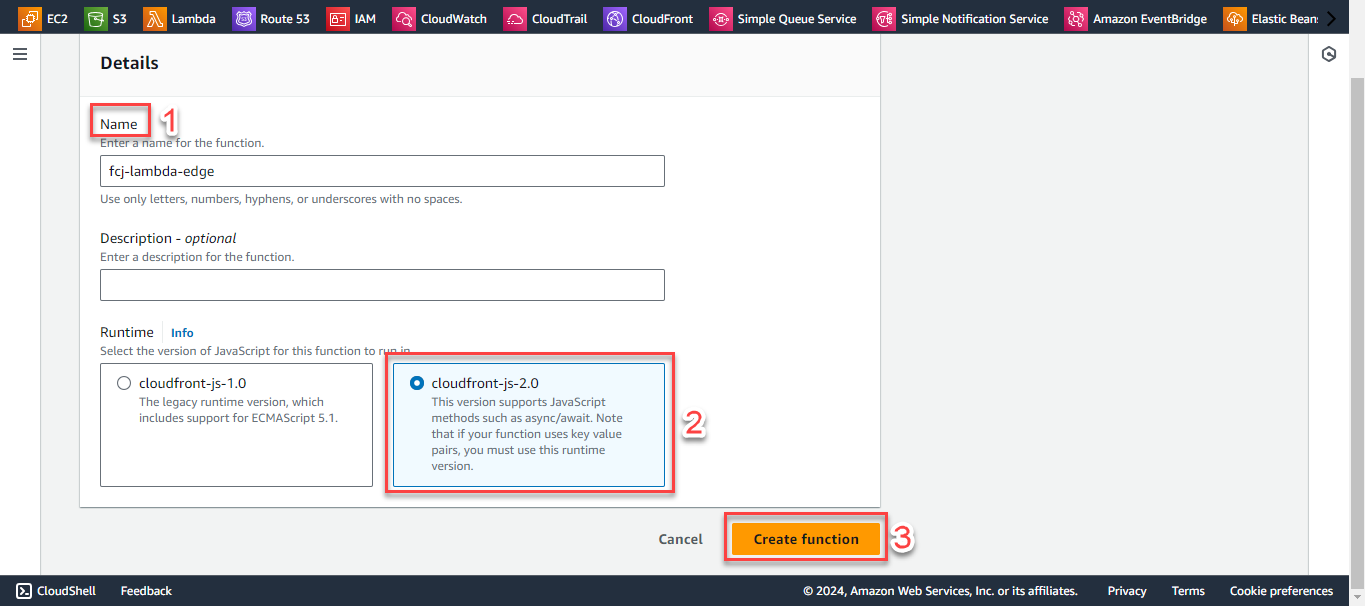 EC2 S3 Lambda Route 53 IAM CloudWatch CloudTrail CloudFront Simple Queue Service Simple Notification Service Amazon EventBridge Elastic Bean
Details
Name 1
Enter a name for the function.
fcj-lambda-edge
Use only letters, numbers, hyphens, or underscores with no spaces.
Description - optional
Enter a description for the function.
Runtime Info
Select the version of JavaScript for this function to run in.
cloudfront-js-1.0
The legacy runtime version, which
includes support for ECMAScript 5.1.
cloudfront-js-2.0
This version supports JavaScript
methods such as async/await. Note
that if your function uses key value
pairs, you must use this runtime
version.
2
Cancel Create function 3
CloudShell Feedback © 2024, Amazon Web Services, Inc. or its affiliates. Privacy Terms Cookie preferences